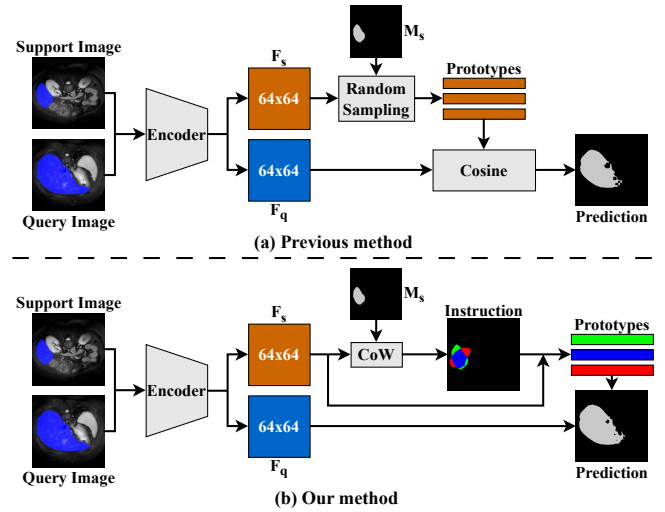 Support Image
F_s
M_s
Prototypes
Encoder
64x64
Random
Sampling
64x64
Cosine
Query Image
F_q
Prediction
(a) Previous method
Support Image
F_s
M_s
Instruction
Prototypes
Encoder
64x64
CoW
64x64
Query Image
F_q
Prediction
(b) Our method